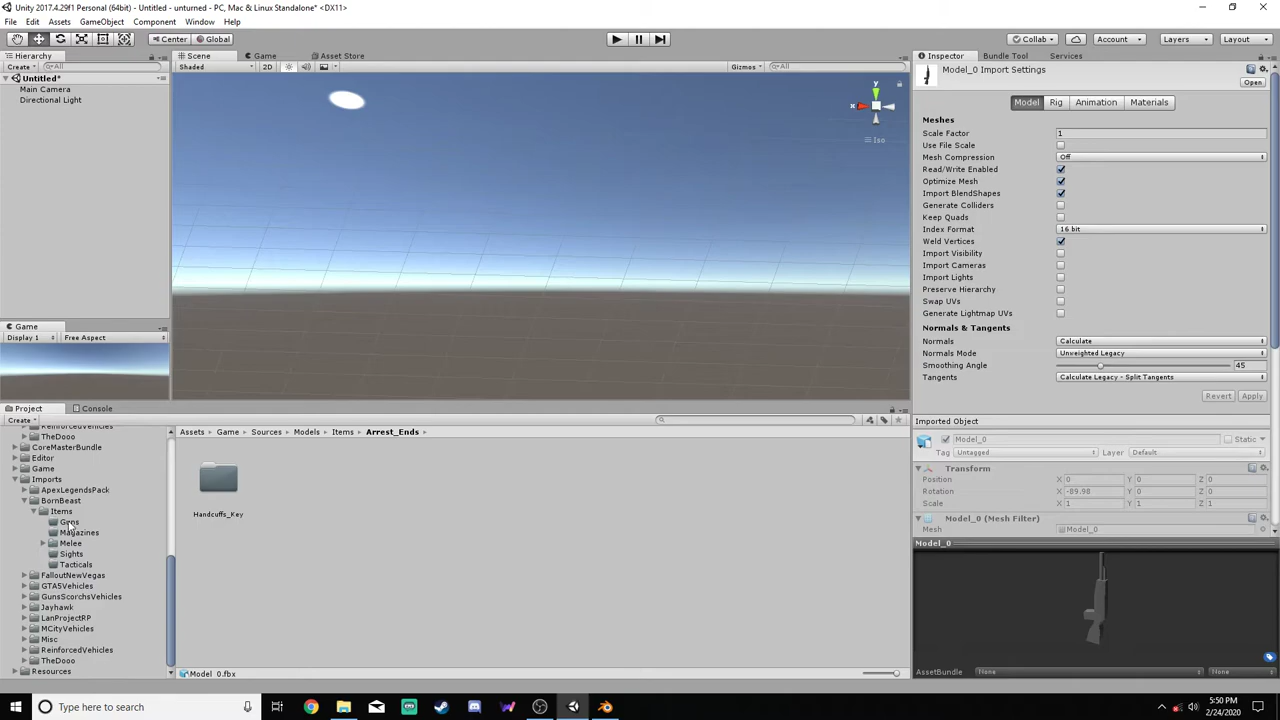 Unity 2017.4.29f1 Personal (64bit) - Untitled - unturned - PC, Mac & Linux Standalone* <DX11>
File Edit Assets GameObject Component Window Help
Center Global Collab Account Layers Layout
Hierarchy Scene Game Asset Store Inspector Bundle Tool Services
Create All Shaded 2D Gizmos All
Untitled*
Main Camera
Directional Light
y
x
Iso
Model_0 Import Settings
Open
Model Rig Animation Materials
Meshes
Scale Factor 1
Use File Scale
Mesh Compression Off
Read/Write Enabled
Optimize Mesh
Import BlendShapes
Generate Colliders
Keep Quads
Index Format 16 bit
Weld Vertices
Import Visibility
Import Cameras
Import Lights
Preserve Hierarchy
Swap UVs
Generate Lightmap UVs
Normals & Tangents
Normals Calculate
Normals Mode Unweighted Legacy
Smoothing Angle 45
Tangents Calculate Legacy - Split Tangents
Revert Apply
Game
Display 1 Free Aspect
Project Console
Create
Assets Game Sources Models Items Arrest_Ends
ReinforcedVehicles
TheDooo
CoreMasterBundle
Editor
Game
Imports
ApexLegendsPack
BornBeast
Items
Guns
Magazines
Melee
Sights
Tacticals
FalloutNewVegas
GTA5Vehicles
GunsScorchsVehicles
Jayhawk
LanProjectRP
MCityVehicles
Misc
ReinforcedVehicles
TheDooo
Resources
Handcuffs_Key
Model_0.fbx
Imported Object
Model_0 Static
Tag Untagged Layer Default
Transform
Position X 0 Y 0 Z 0
Rotation X -89.98 Y 0 Z 0
Scale X 1 Y 1 Z 1
Model_0 (Mesh Filter)
Mesh Model_0
Model_0
AssetBundle None None
Type here to search
5:50 PM
2/24/2020